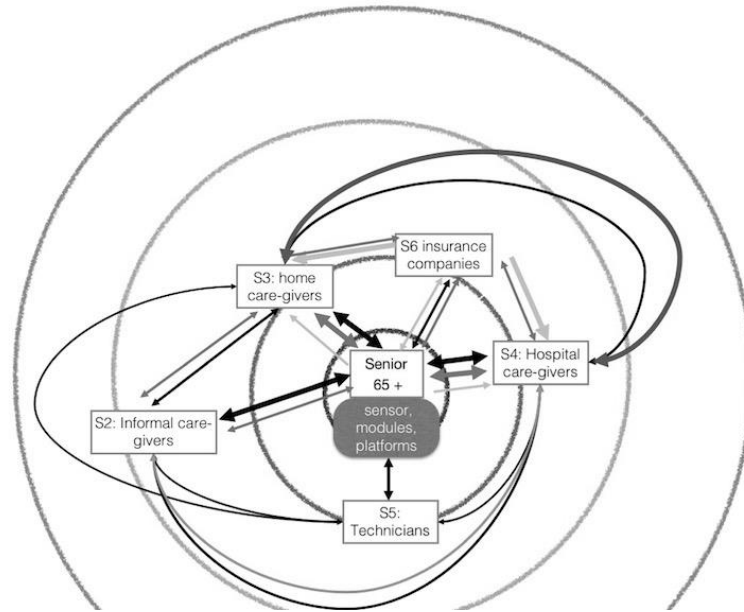 S6 insurance
companies
S3: home
care-givers
Senior
65 +
S4: Hospital
care-givers
sensor,
modules,
platforms
S2: Informal care-
givers
S5:
Technicians